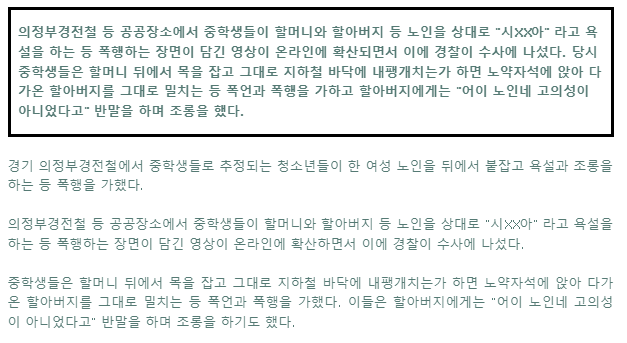 의정부경전철 등 공공장소에서 중학생들이 할머니와 할아버지 등 노인을 상대로 "시XX아" 라고 욕
설을 하는 등 폭행하는 장면이 담긴 영상이 온라인에 확산되면서 이에 경찰이 수사에 나섰다. 당시
중학생들은 할머니 뒤에서 목을 잡고 그대로 지하철 바닥에 내팽개치는가 하면 노약자석에 앉아 다
가온 할아버지를 그대로 밀치는 등 폭언과 폭행을 가하고 할아버지에게는 "어이 노인네 고의성이
아니었다고" 반말을 하며 조롱을 했다.
경기 의정부경전철에서 중학생들로 추정되는 청소년들이 한 여성 노인을 뒤에서 붙잡고 욕설과 조롱을
하는 등 폭행을 가했다.
의정부경전철 등 공공장소에서 중학생들이 할머니와 할아버지 등 노인을 상대로 "시XX아" 라고 욕설을
하는 등 폭행하는 장면이 담긴 영상이 온라인에 확산하면서 이에 경찰이 수사에 나섰다.
중학생들은 할머니 뒤에서 목을 잡고 그대로 지하철 바닥에 내팽개치는가 하면 노약자석에 앉아 다가
온 할아버지를 그대로 밀치는 등 폭언과 폭행을 가했다. 이들은 할아버지에게는 "어이 노인네 고의성
이 아니었다고" 반말을 하며 조롱을 하기도 했다.